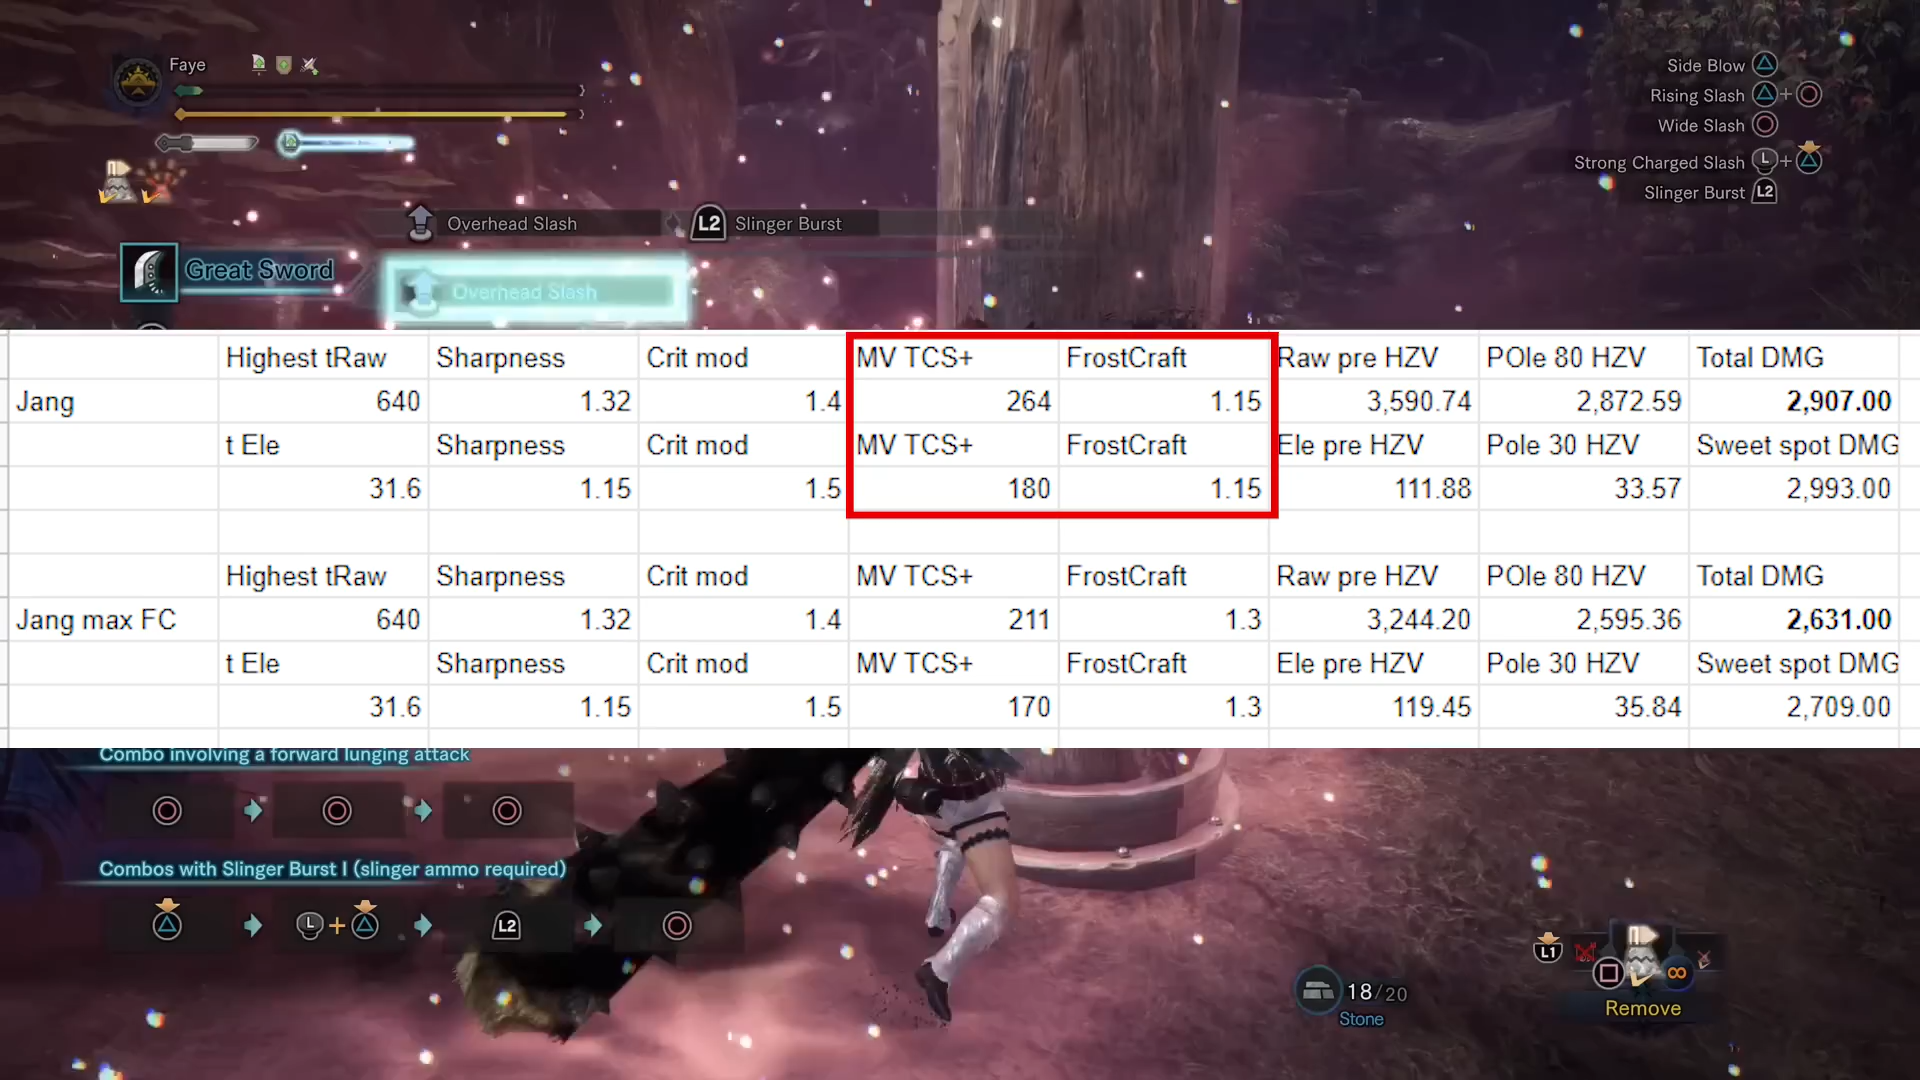 Faye
Side Blow
Rising Slash +
Wide Slash
Strong Charged Slash L +
Slinger Burst L2
Overhead Slash L2 Slinger Burst
Great Sword Overhead Slash
Highest tRaw Sharpness Crit mod MV TCS+ FrostCraft Raw pre HZV POle 80 HZV Total DMG
Jang 640 1.32 1.4 264 1.15 3,590.74 2,872.59 2,907.00
t Ele Sharpness Crit mod MV TCS+ FrostCraft Ele pre HZV Pole 30 HZV Sweet spot DMG
31.6 1.15 1.5 180 1.15 111.88 33.57 2,993.00
Highest tRaw Sharpness Crit mod MV TCS+ FrostCraft Raw pre HZV POle 80 HZV Total DMG
Jang max FC 640 1.32 1.4 211 1.3 3,244.20 2,595.36 2,631.00
t Ele Sharpness Crit mod MV TCS+ FrostCraft Ele pre HZV Pole 30 HZV Sweet spot DMG
31.6 1.15 1.5 170 1.3 119.45 35.84 2,709.00
Combo involving a forward lunging attack
Combos with Slinger Burst I (slinger ammo required)
L + L2
L1
18/20
Stone
Remove